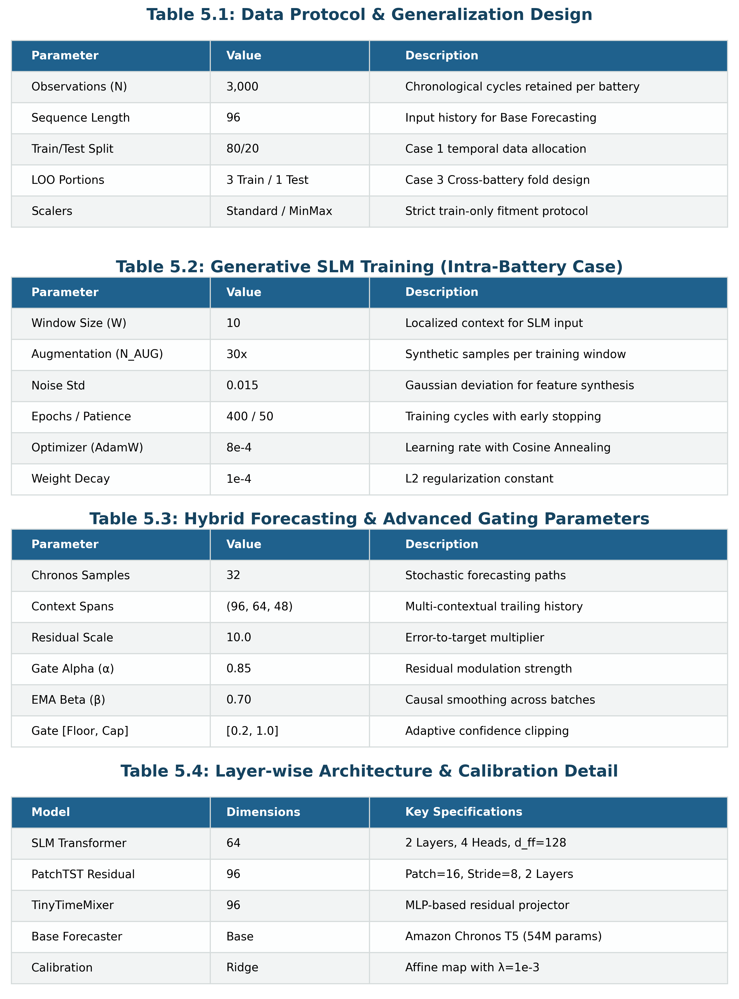 Table 5.1: Data Protocol & Generalization Design
Parameter Value Description
Observations (N) 3,000 Chronological cycles retained per battery
Sequence Length 96 Input history for Base Forecasting
Train/Test Split 80/20 Case 1 temporal data allocation
LOO Portions 3 Train / 1 Test Case 3 Cross-battery fold design
Scalers Standard / MinMax Strict train-only fitment protocol
Table 5.2: Generative SLM Training (Intra-Battery Case)
Parameter Value Description
Window Size (W) 10 Localized context for SLM input
Augmentation (N_AUG) 30x Synthetic samples per training window
Noise Std 0.015 Gaussian deviation for feature synthesis
Epochs / Patience 400 / 50 Training cycles with early stopping
Optimizer (AdamW) 8e-4 Learning rate with Cosine Annealing
Weight Decay 1e-4 L2 regularization constant
Table 5.3: Hybrid Forecasting & Advanced Gating Parameters
Parameter Value Description
Chronos Samples 32 Stochastic forecasting paths
Context Spans (96, 64, 48) Multi-contextual trailing history
Residual Scale 10.0 Error-to-target multiplier
Gate Alpha (α) 0.85 Residual modulation strength
EMA Beta (β) 0.70 Causal smoothing across batches
Gate [Floor, Cap] [0.2, 1.0] Adaptive confidence clipping
Table 5.4: Layer-wise Architecture & Calibration Detail
Model Dimensions Key Specifications
SLM Transformer 64 2 Layers, 4 Heads, d_ff=128
PatchTST Residual 96 Patch=16, Stride=8, 2 Layers
TinyTimeMixer 96 MLP-based residual projector
Base Forecaster Base Amazon Chronos T5 (54M params)
Calibration Ridge Affine map with λ=1e-3